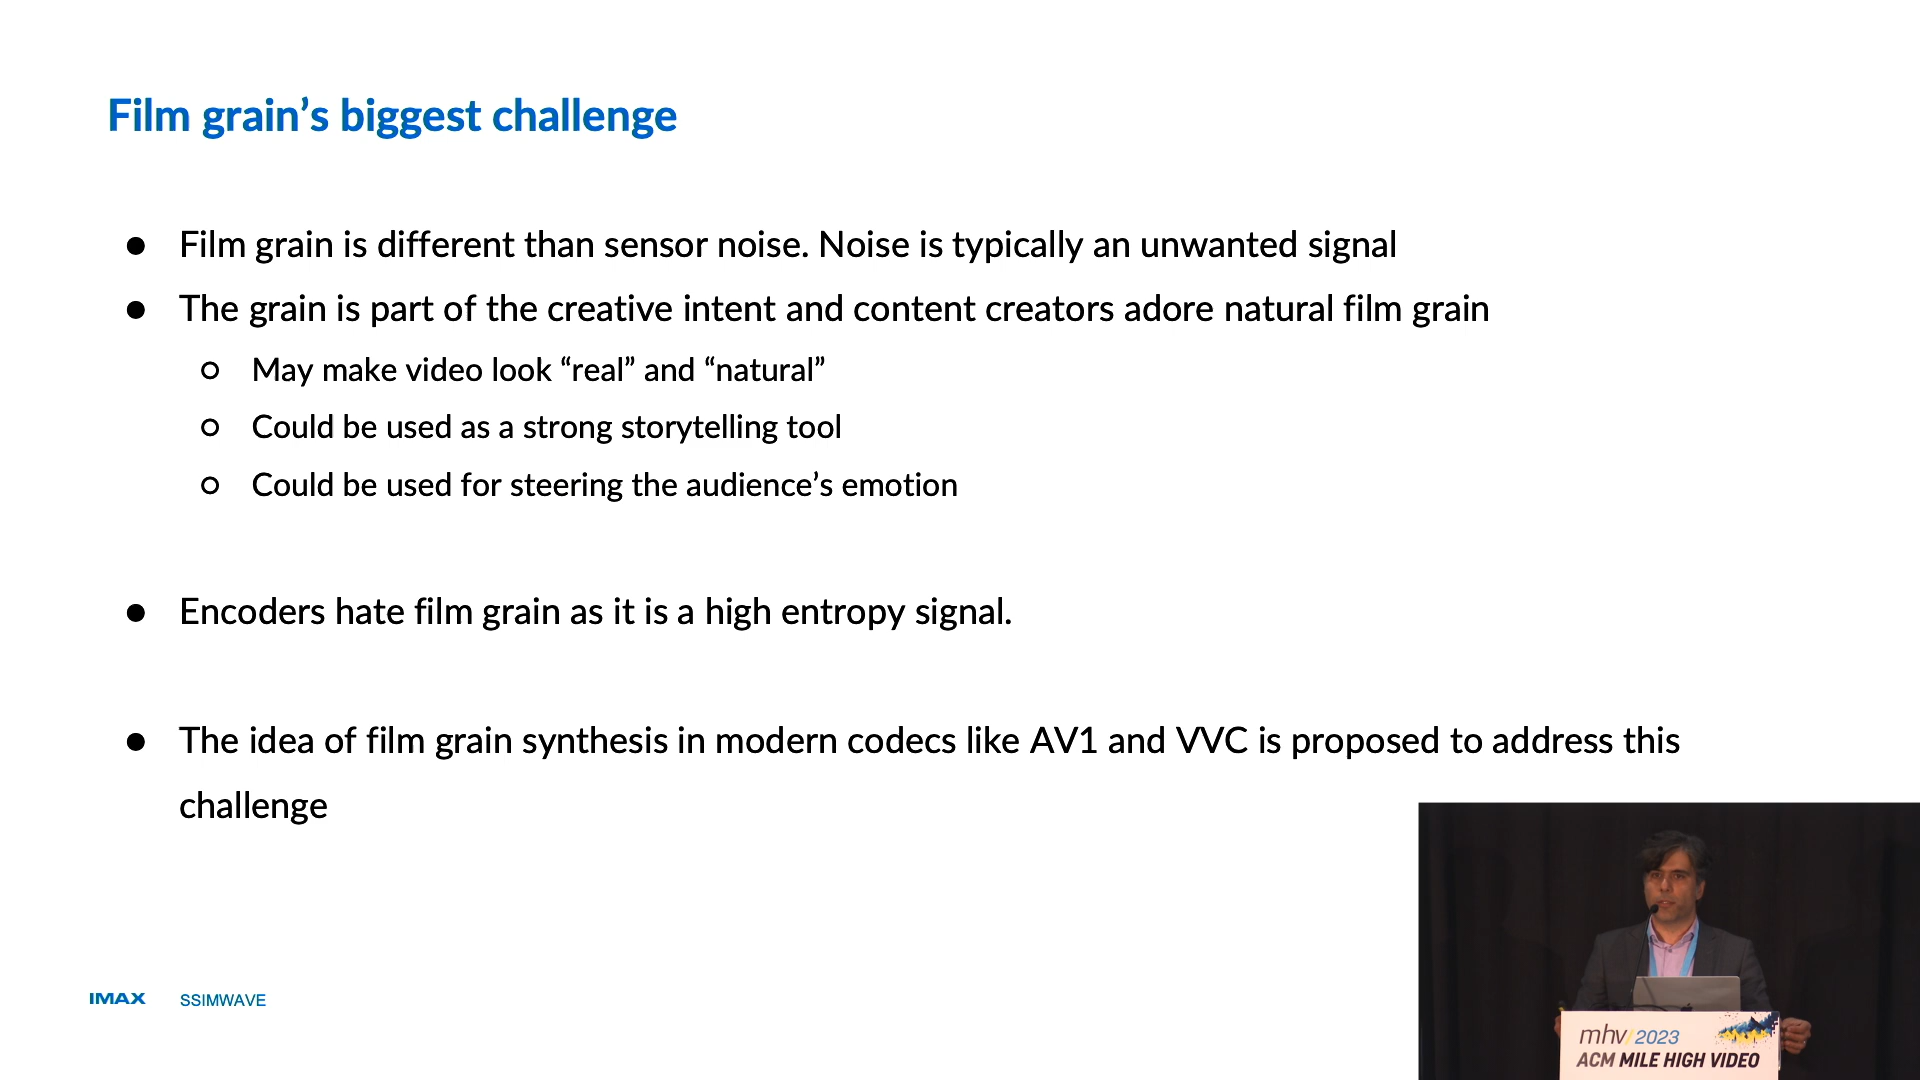 Film grain’s biggest challenge
● Film grain is different than sensor noise. Noise is typically an unwanted signal
● The grain is part of the creative intent and content creators adore natural film grain
○ May make video look “real” and “natural”
○ Could be used as a strong storytelling tool
○ Could be used for steering the audience’s emotion
● Encoders hate film grain as it is a high entropy signal.
● The idea of film grain synthesis in modern codecs like AV1 and VVC is proposed to address this
challenge
IMAX SSIMWAVE
mhv/2023
ACM MILE HIGH VIDEO